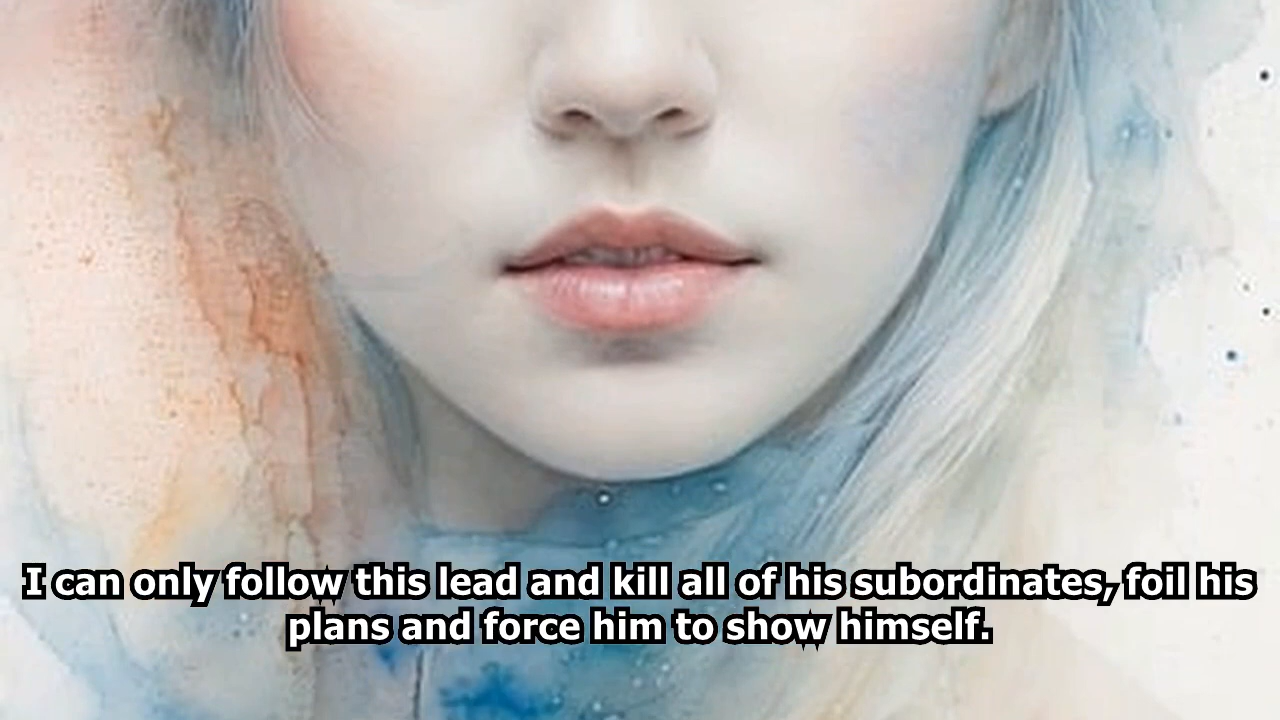 I can only follow this lead and kill all of his subordinates, foil his
plans and force him to show himself.